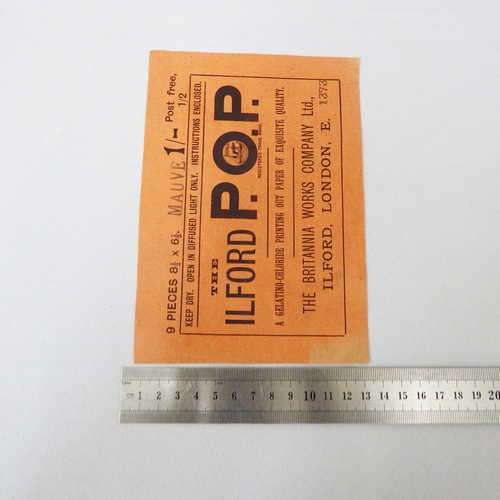 9 PIECES 8½ x 6½. MAUVE 1/- Post free, 1/2
KEEP DRY. OPEN IN DIFFUSED LIGHT ONLY. INSTRUCTIONS ENCLOSED.
THE
ILFORD P.O.P.
REGISTERED TRADE MARK.
A GELATINO-CHLORIDE PRINTING OUT PAPER OF EXQUISITE QUALITY.
THE BRITANNIA WORKS COMPANY Ltd.,
ILFORD, LONDON, E. 1373
1 2 3 4 5 6 7 8 9 10 11 12 13 14 15 16 17 18 19 20